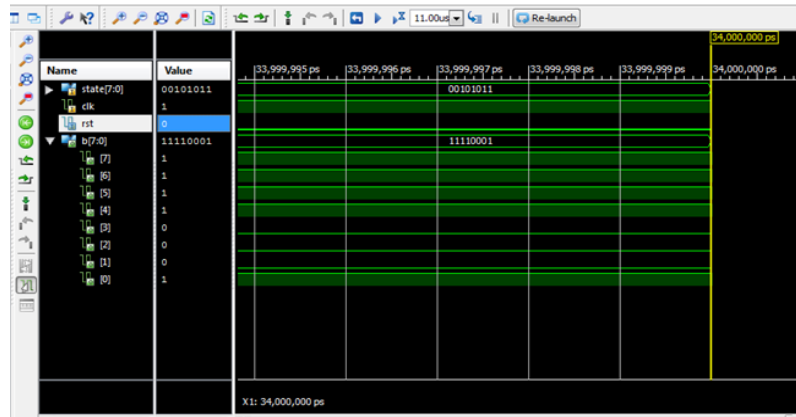 11.00us Re-launch
34,000,000 ps
Name Value 33,999,995 ps 33,999,996 ps 33,999,997 ps 33,999,998 ps 33,999,999 ps 34,000,000 ps
state[7:0] 00101011 00101011
clk 1
rst 0
b[7:0] 11110001 11110001
[7] 1
[6] 1
[5] 1
[4] 1
[3] 0
[2] 0
[1] 0
[0] 1
X1: 34,000,000 ps